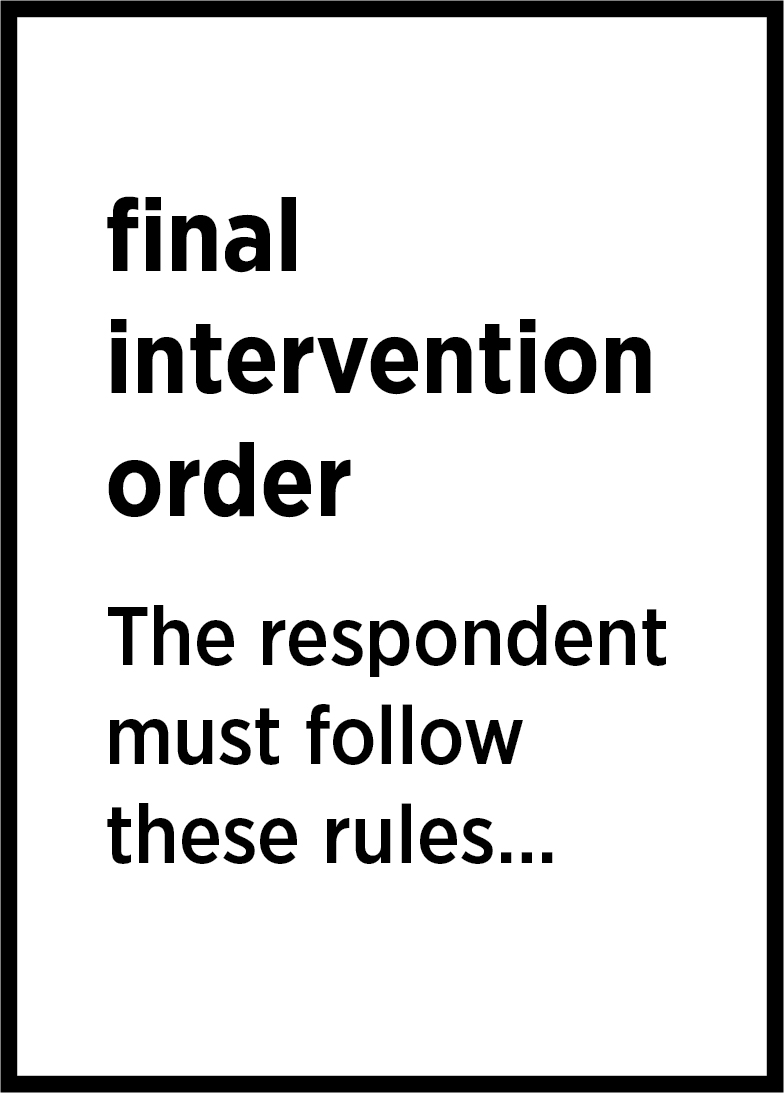 final
intervention
order
The respondent
must follow
these rules...